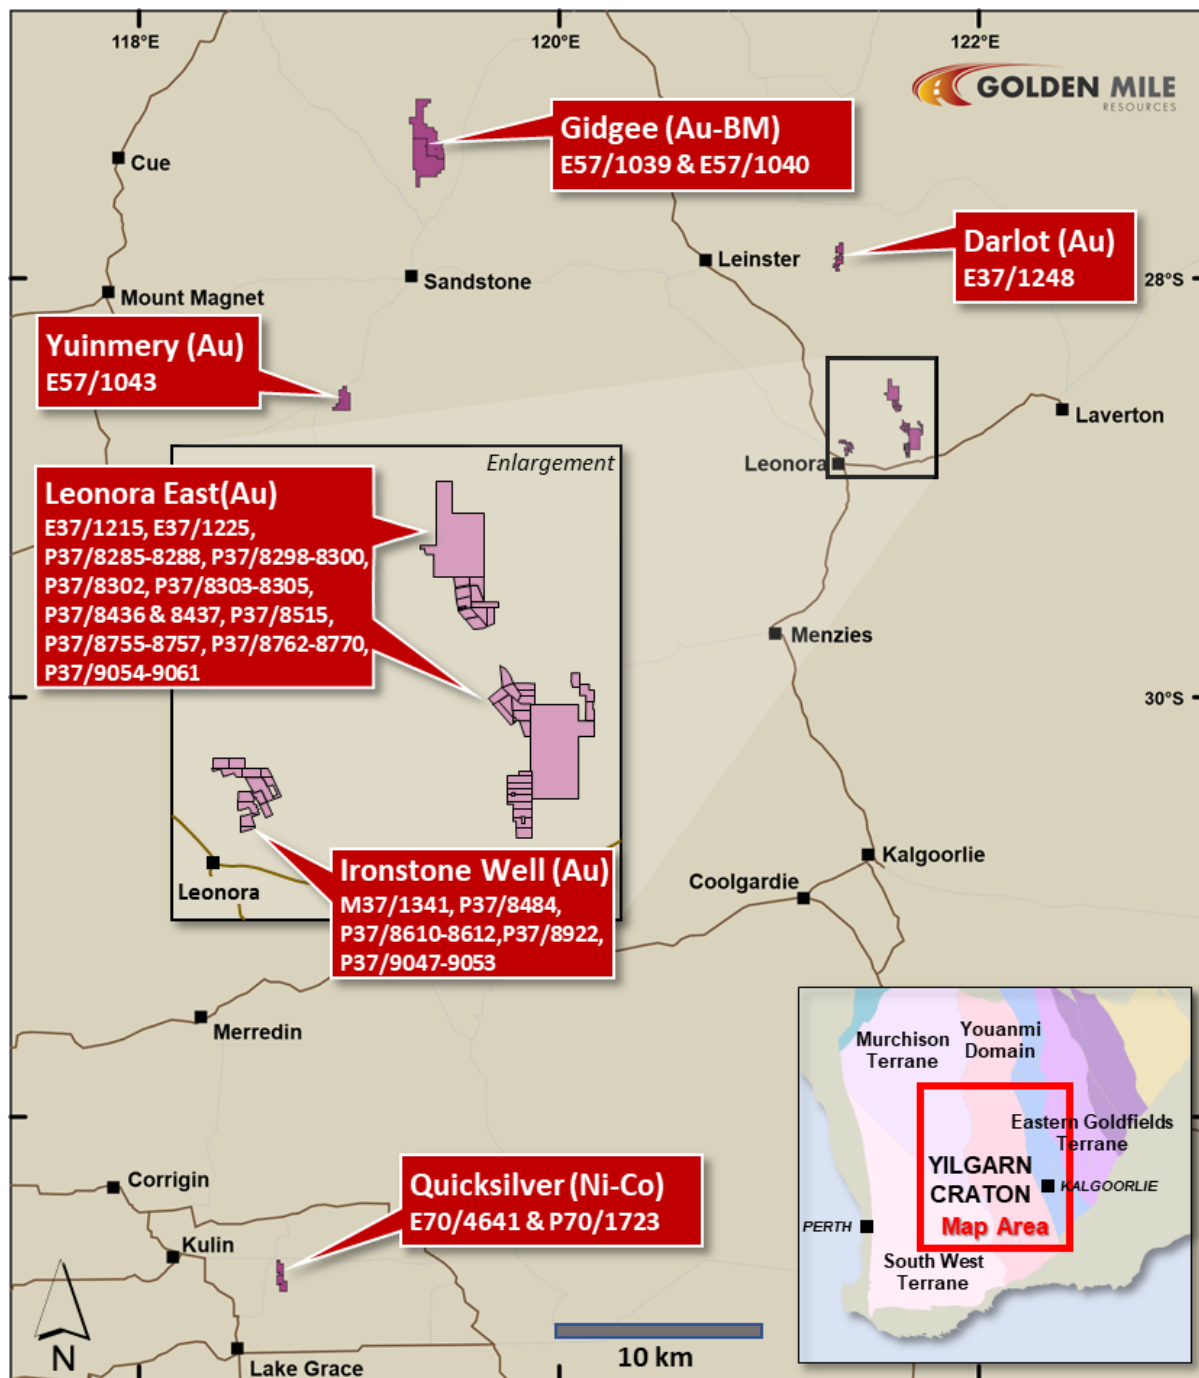 118°E
120°E
122°E
GOLDEN MILE
RESOURCES
Gidgee (Au-BM)
E57/1039 & E57/1040
Cue
Darlot (Au)
E37/1248
Leinster
Sandstone
28°S
Mount Magnet
Yuinmery (Au)
E57/1043
Laverton
Leonora
Enlargement
Leonora East(Au)
E37/1215, E37/1225,
P37/8285-8288, P37/8298-8300,
P37/8302, P37/8303-8305,
P37/8436 & 8437, P37/8515,
P37/8755-8757, P37/8762-8770,
P37/9054-9061
Menzies
30°S
Leonora
Ironstone Well (Au)
M37/1341, P37/8484,
P37/8610-8612,P37/8922,
P37/9047-9053
Kalgoorlie
Coolgardie
Merredin
Murchison
Terrane
Youanmi
Domain
Eastern Goldfields
Terrane
YILGARN
CRATON
KALGOORLIE
Map Area
PERTH
South West
Terrane
Corrigin
Quicksilver (Ni-Co)
E70/4641 & P70/1723
Kulin
N
Lake Grace
10 km